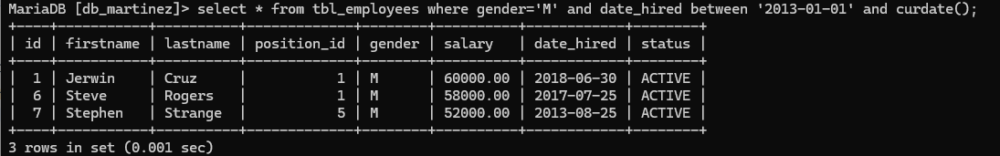 MariaDB [db_martinez]> select * from tbl_employees where gender='M' and date_hired between '2013-01-01' and curdate();
+----+-----------+----------+-------------+--------+----------+------------+--------+
| id | firstname | lastname | position_id | gender | salary   | date_hired | status |
+----+-----------+----------+-------------+--------+----------+------------+--------+
|  1 | Jerwin    | Cruz     |           1 | M      | 60000.00 | 2018-06-30 | ACTIVE |
|  6 | Steve     | Rogers   |           1 | M      | 58000.00 | 2017-07-25 | ACTIVE |
|  7 | Stephen   | Strange  |           5 | M      | 52000.00 | 2013-08-25 | ACTIVE |
+----+-----------+----------+-------------+--------+----------+------------+--------+
3 rows in set (0.001 sec)